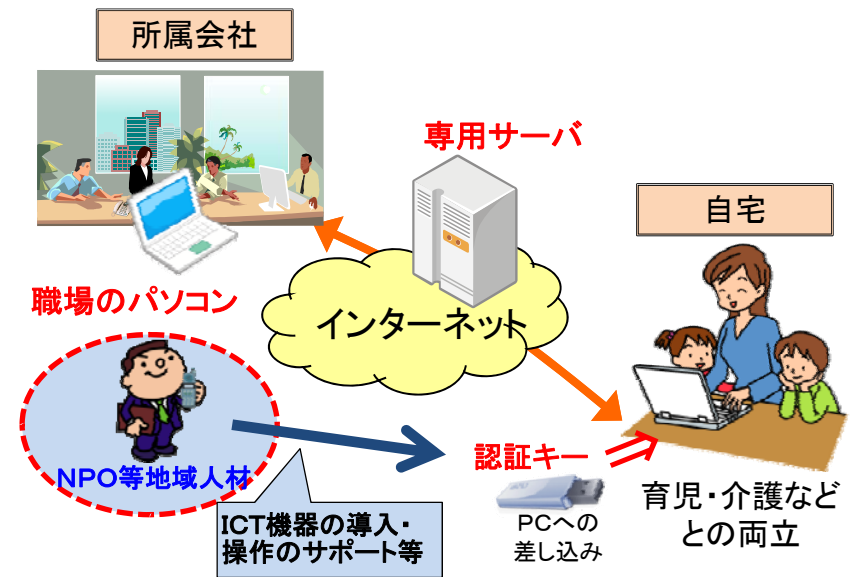 所属会社
専用サーバ
自宅
職場のパソコン
インターネット
NPO等地域人材
認証キー
ICT機器の導入・
操作のサポート等
PCへの
差し込み
育児・介護など
との両立